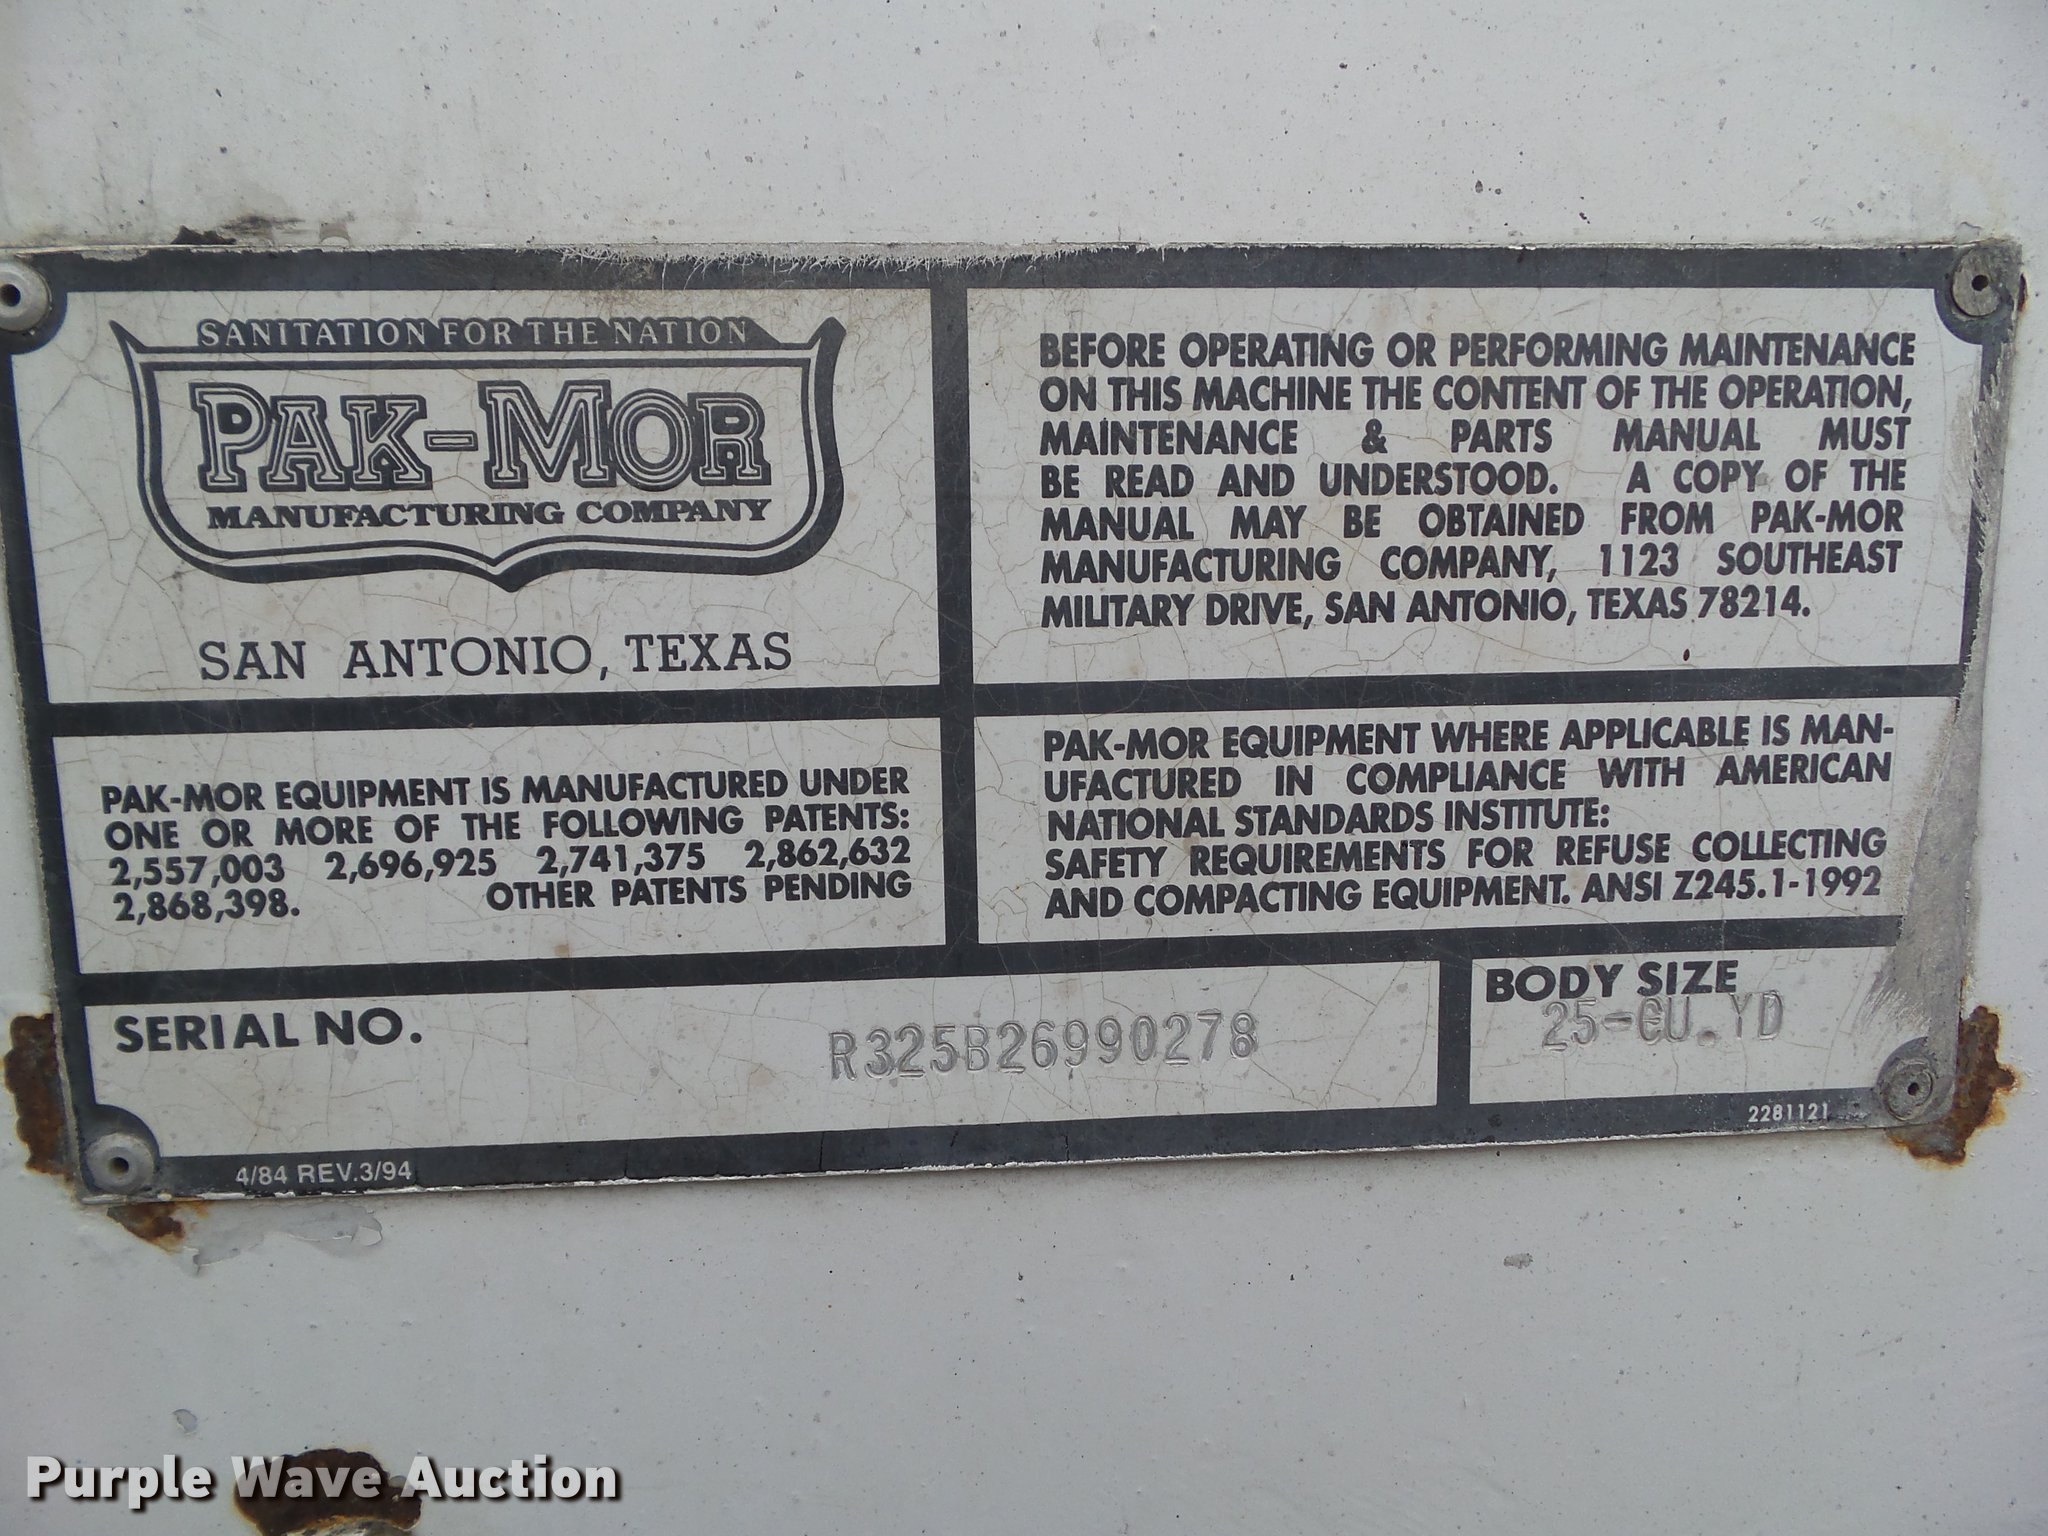 SANITATION FOR THE NATION
PAK-MOR
MANUFACTURING COMPANY
SAN ANTONIO, TEXAS
BEFORE OPERATING OR PERFORMING MAINTENANCE
ON THIS MACHINE THE CONTENT OF THE OPERATION,
MAINTENANCE & PARTS MANUAL MUST
BE READ AND UNDERSTOOD. A COPY OF THE
MANUAL MAY BE OBTAINED FROM PAK-MOR
MANUFACTURING COMPANY, 1123 SOUTHEAST
MILITARY DRIVE, SAN ANTONIO, TEXAS 78214.
PAK-MOR EQUIPMENT IS MANUFACTURED UNDER
ONE OR MORE OF THE FOLLOWING PATENTS:
2,557,003 2,696,925 2,741,375 2,862,632
2,868,398. OTHER PATENTS PENDING
PAK-MOR EQUIPMENT WHERE APPLICABLE IS MAN-
UFACTURED IN COMPLIANCE WITH AMERICAN
NATIONAL STANDARDS INSTITUTE:
SAFETY REQUIREMENTS FOR REFUSE COLLECTING
AND COMPACTING EQUIPMENT. ANSI Z245.1-1992
SERIAL NO. R325B26990278
BODY SIZE
25-CU.YD
4/84 REV.3/94
2281121
Purple Wave Auction